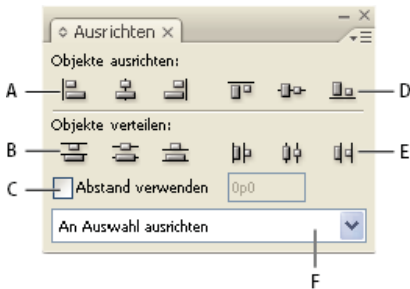 Ausrichten
Objekte ausrichten:
A
D
Objekte verteilen:
B
E
C
Abstand verwenden 0p0
An Auswahl ausrichten
F